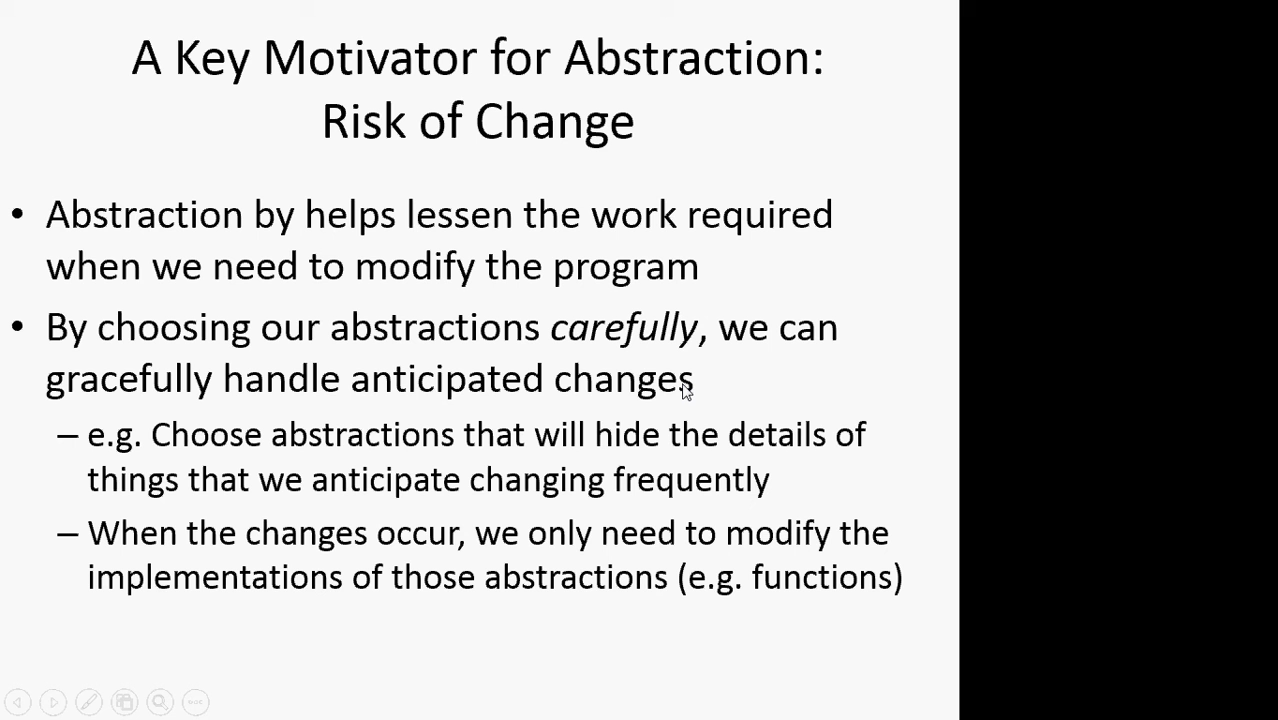 A Key Motivator for Abstraction:
Risk of Change
• Abstraction by helps lessen the work required
when we need to modify the program
• By choosing our abstractions carefully, we can
gracefully handle anticipated changes
– e.g. Choose abstractions that will hide the details of
things that we anticipate changing frequently
– When the changes occur, we only need to modify the
implementations of those abstractions (e.g. functions)